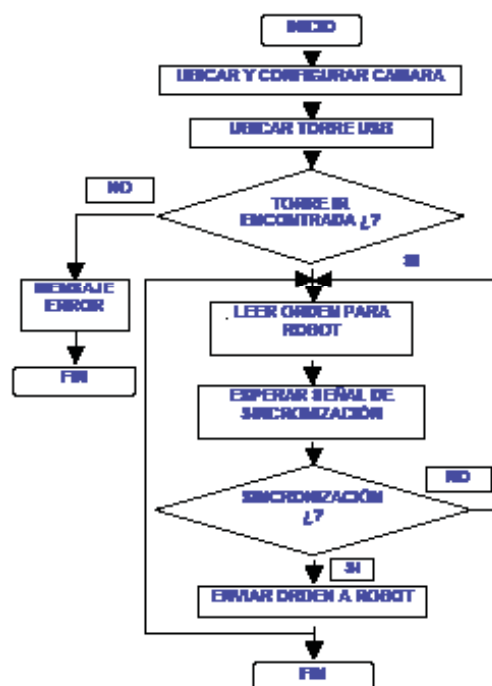 INICIO
UBICAR Y CONFIGURAR CAMARA
UBICAR TORRE USB
NO
TORRE IR
ENCONTRADA ¿?
SI
MENSAJE
ERROR
LEER ORDEN PARA
ROBOT
FIN
ESPERAR SEÑAL DE
SINCRONIZACIÓN
NO
SINCRONIZACIÓN
¿?
SI
ENVIAR ORDEN A ROBOT
FIN